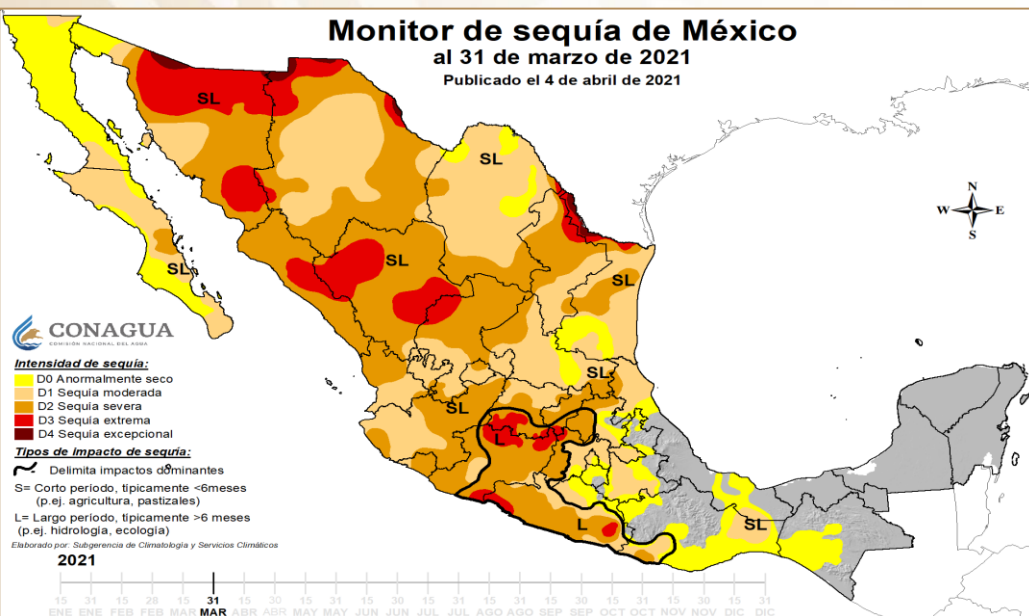 Monitor de sequía de México
al 31 de marzo de 2021
Publicado el 4 de abril de 2021
SL
SL
SL
SL
SL
SL
SL
L
L
SL
N
W E
S
CONAGUA
COMISIÓN NACIONAL DEL AGUA
Intensidad de sequía:
D0 Anormalmente seco
D1 Sequía moderada
D2 Sequía severa
D3 Sequía extrema
D4 Sequía excepcional
Tipos de Impacto de sequía:
Delimita impactos dominantes
S= Corto período, típicamente <6meses
(p.ej. agricultura, pastizales)
L= Largo período, típicamente >6 meses
(p.ej. hidrología, ecología)
Elaborado por: Subgerencia de Climatología y Servicios Climáticos
2021
15 31 15 28 15 31 15 30 15 31 15 30 15 31 15 31 15 30 15 31 15 30 15 31
ENE ENE FEB FEB MAR MAR ABR ABR MAY MAY JUN JUN JUL JUL AGO AGO SEP SEP OCT OCT NOV NOV DIC DIC